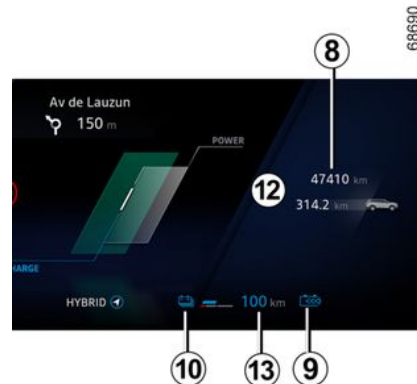 68690
8
Av de Lauzun
150 m
POWER
47410 km
12
314.2 km
HARGE
HYBRID
100 km
10
13
9